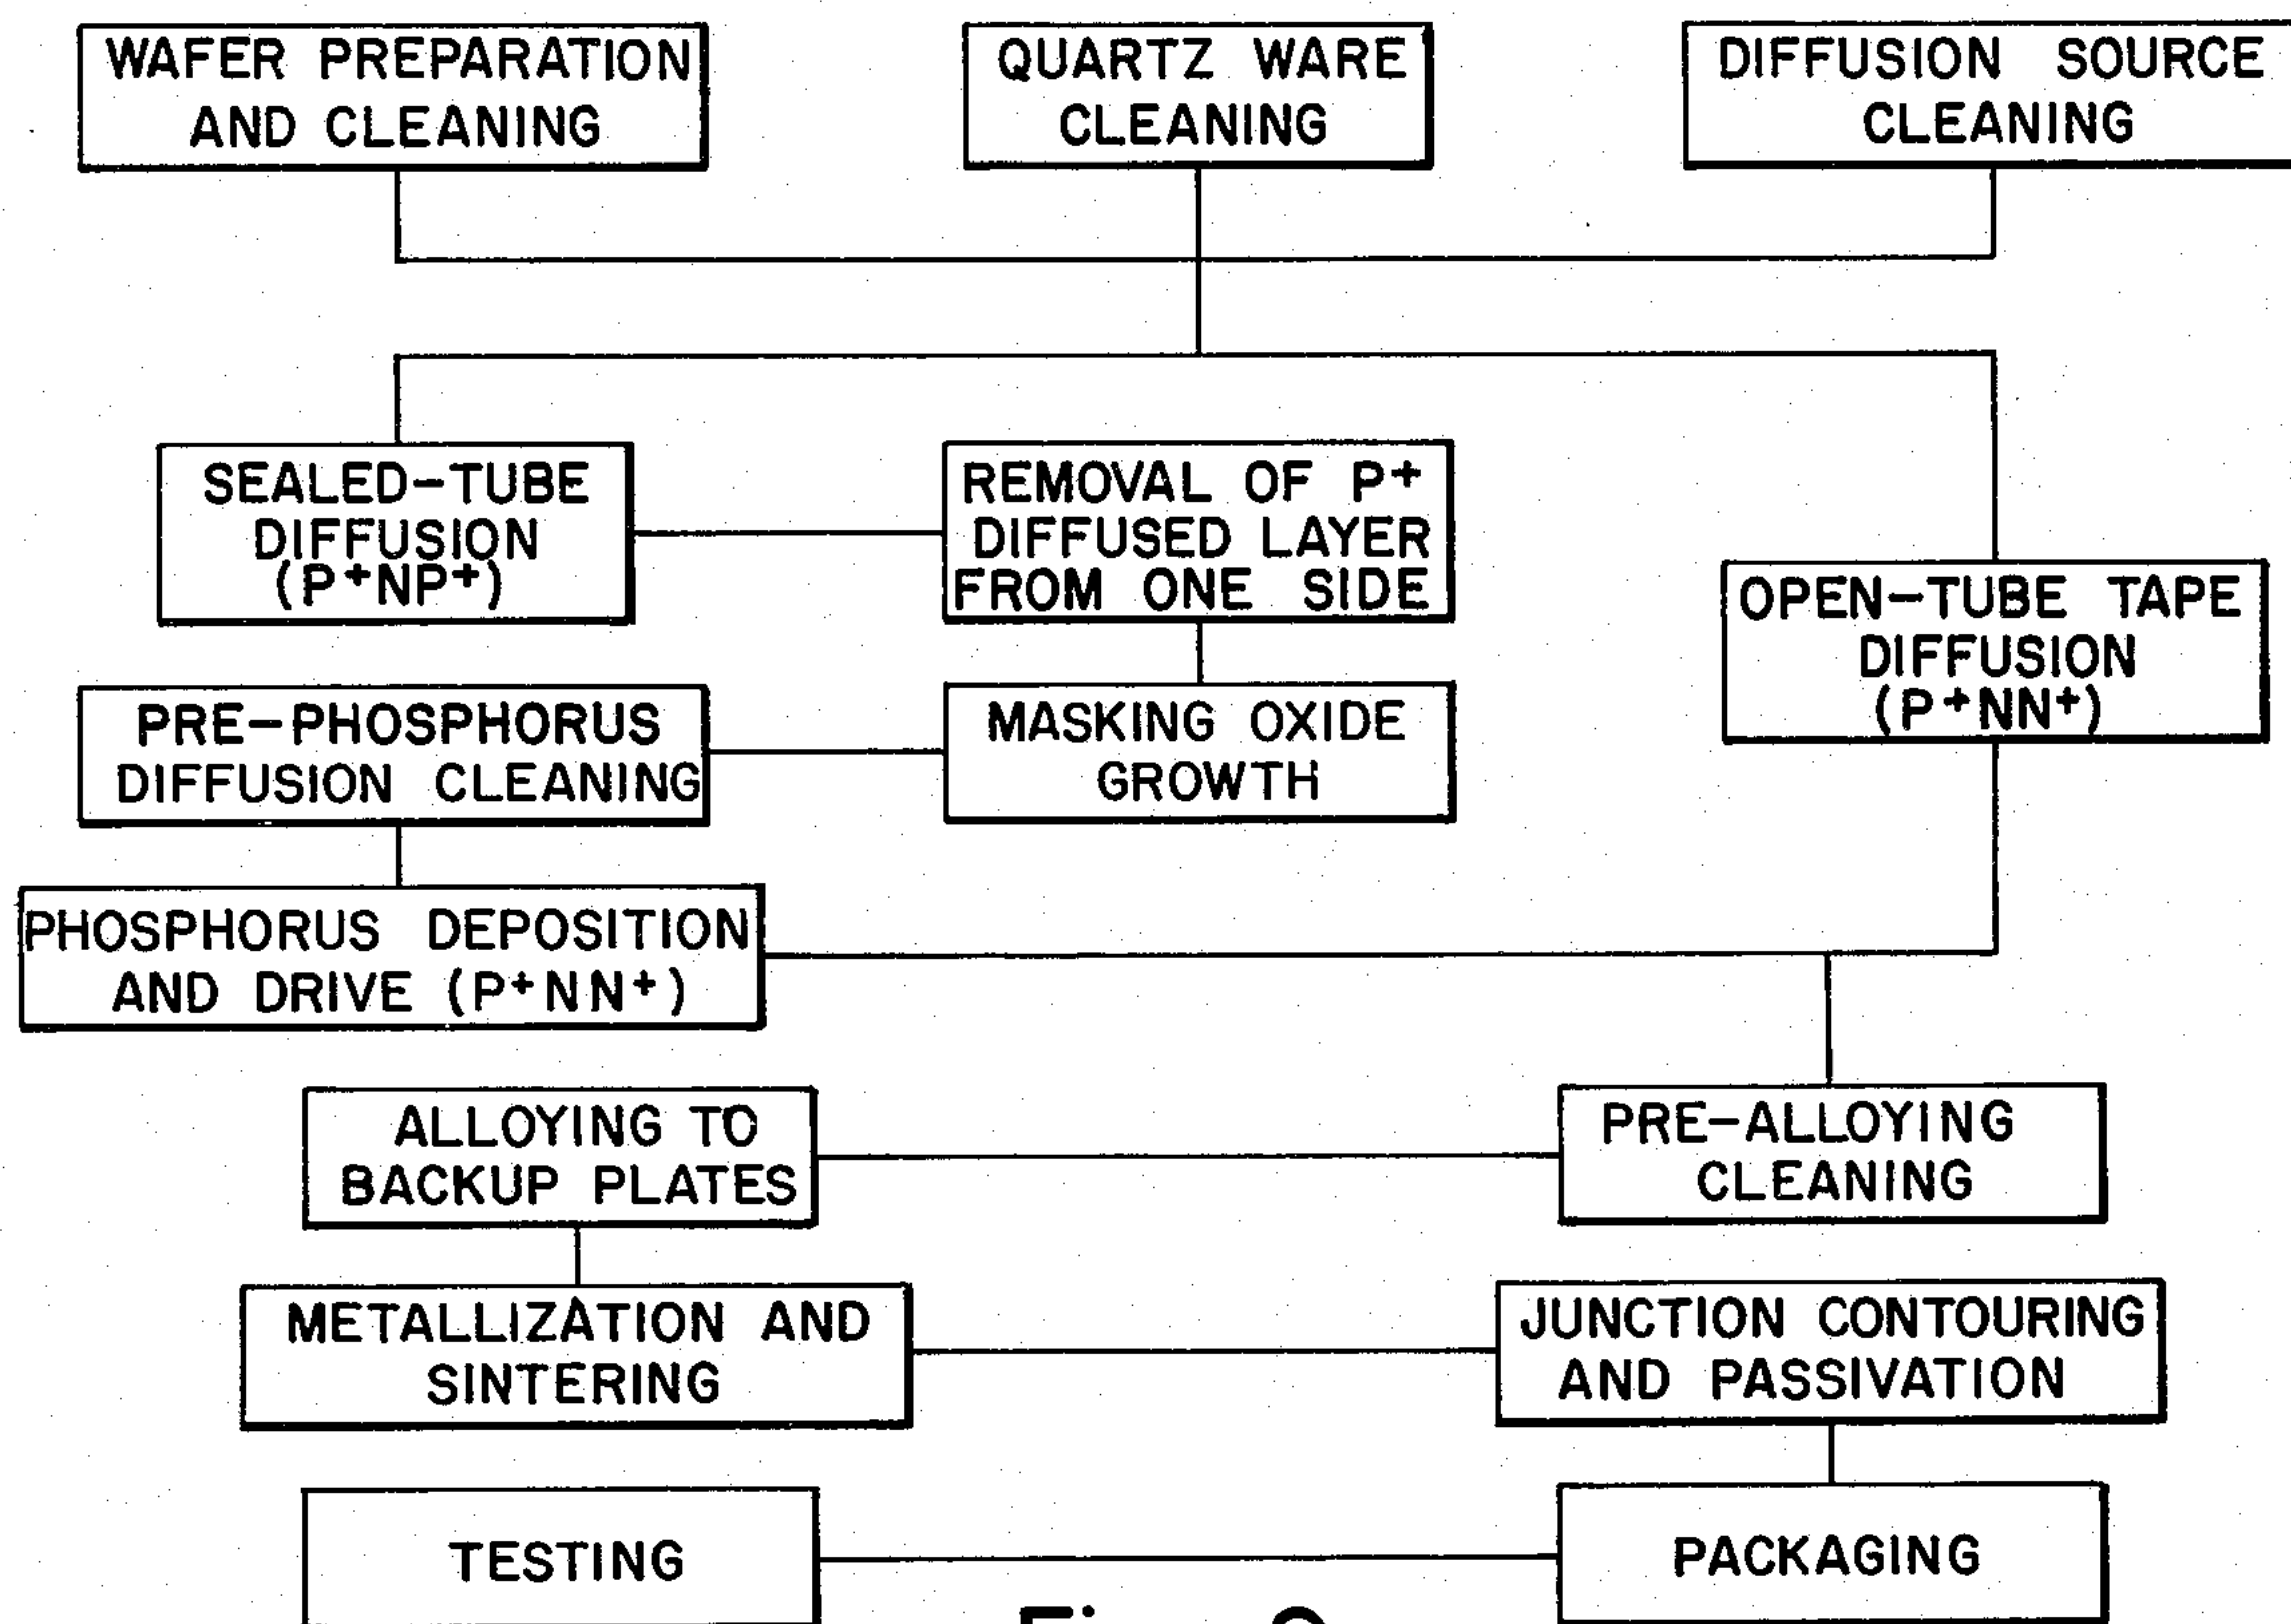 WAFER PREPARATION
AND CLEANING
QUARTZ WARE
CLEANING
DIFFUSION SOURCE
CLEANING
SEALED-TUBE
DIFFUSION
(P+NP+)
REMOVAL OF P+
DIFFUSED LAYER
FROM ONE SIDE
OPEN-TUBE TAPE
DIFFUSION
(P+NN+)
PRE-PHOSPHORUS
DIFFUSION CLEANING
MASKING OXIDE
GROWTH
PHOSPHORUS DEPOSITION
AND DRIVE (P+NN+)
ALLOYING TO
BACKUP PLATES
PRE-ALLOYING
CLEANING
METALLIZATION AND
SINTERING
JUNCTION CONTOURING
AND PASSIVATION
TESTING
PACKAGING